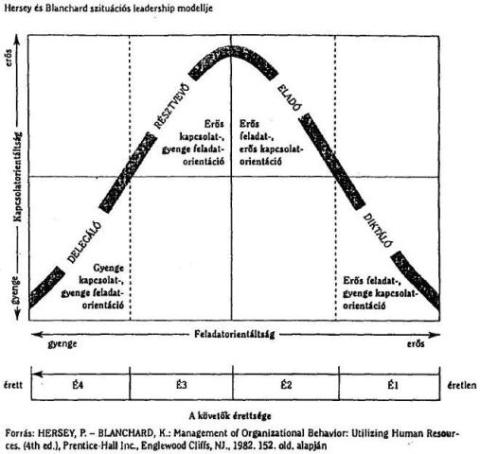 Hersey és Blanchard szituációs leadership modellje
erős
Kapcsolatorientáltság
gyenge
RÉSZTVEVŐ
ELADÓ
Erős
kapcsolat-,
gyenge feladat-
orientáció
Erős
feladat-,
erős kapcsolat-
orientáció
DELEGÁLÓ
DIKTÁLÓ
Gyenge
kapcsolat-,
gyenge feladat-
orientáció
Erős feladat-,
gyenge kapcsolat-
orientáció
Feladatorientáltság
gyenge
erős
érett
É4
É3
É2
É1
éretlen
A követők érettsége
Forrás: HERSEY, P. – BLANCHARD, K.: Management of Organizational Behavior: Utilizing Human Resour-
ces. (4th ed.), Prentice-Hall Inc., Englewood Cliffs, NJ., 1982. 152. old. alapján